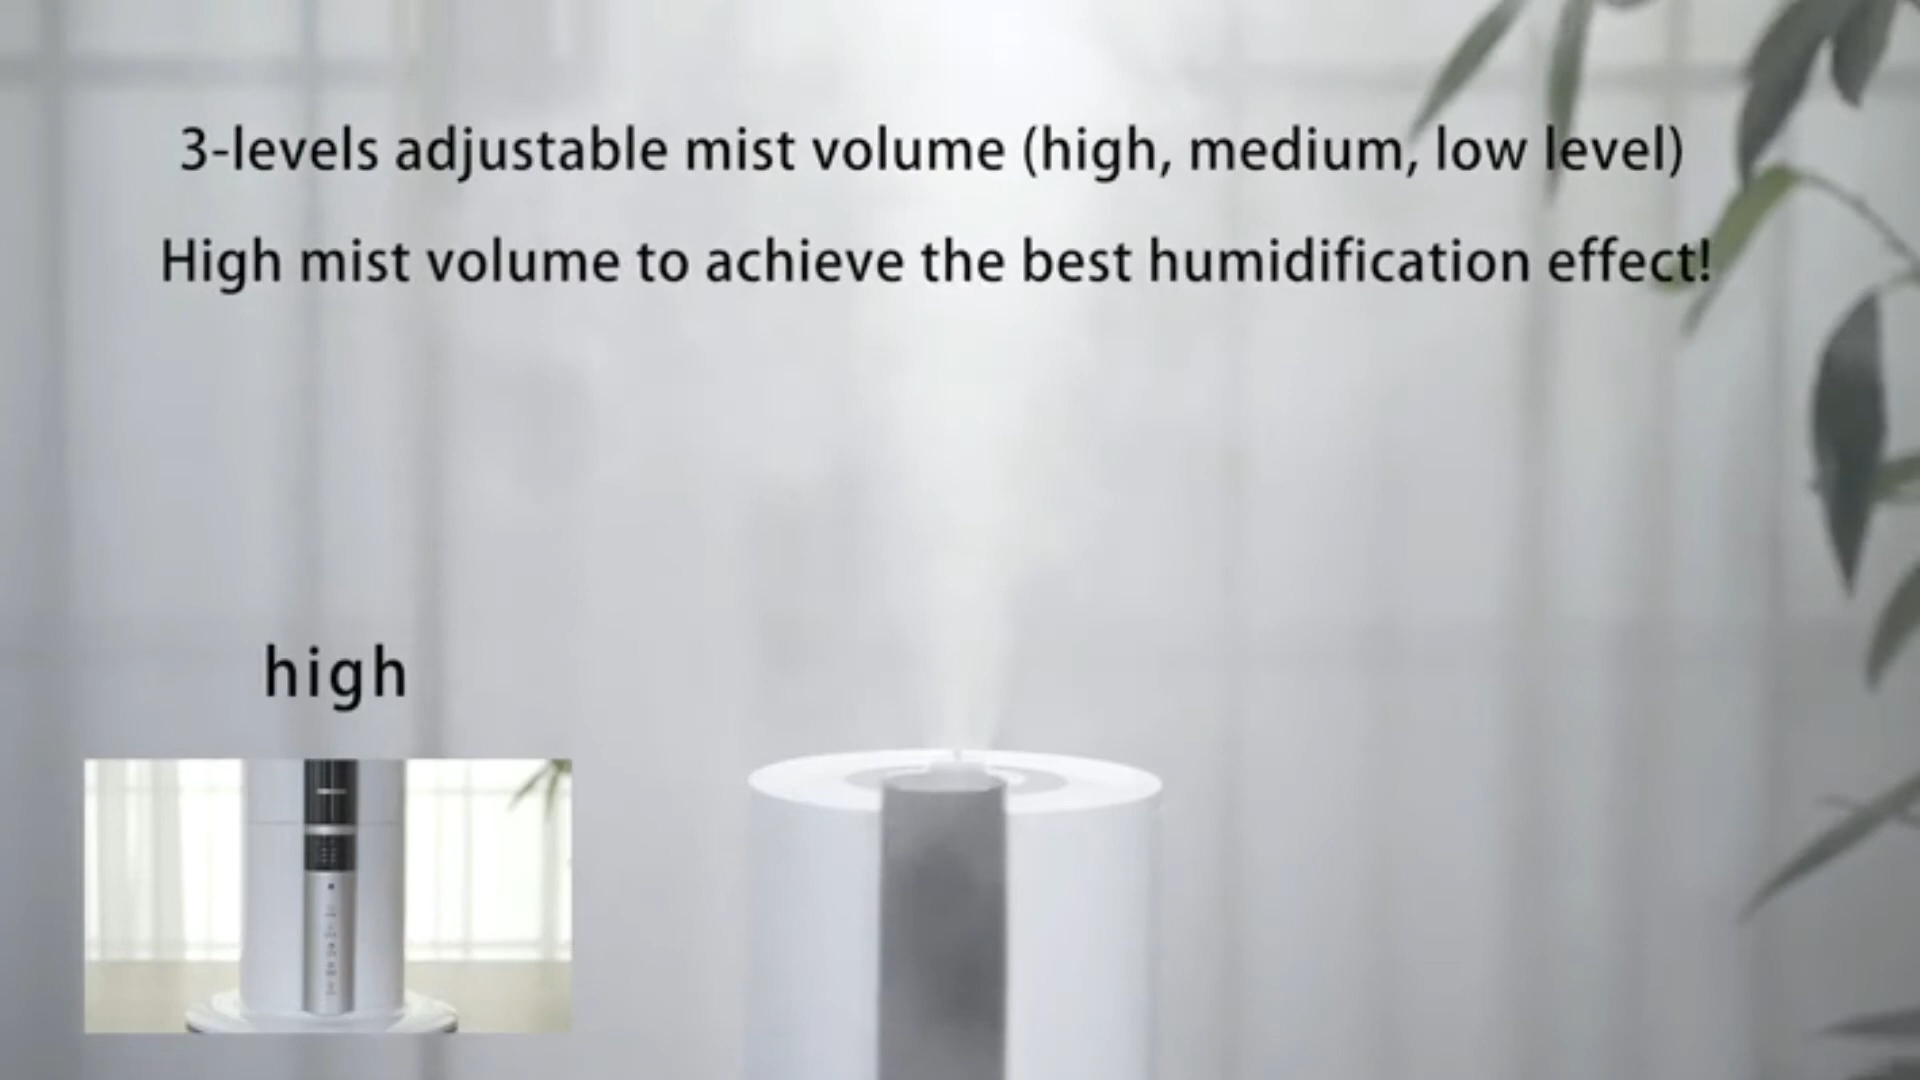 3-levels adjustable mist volume (high, medium, low level)
High mist volume to achieve the best humidification effect!
high